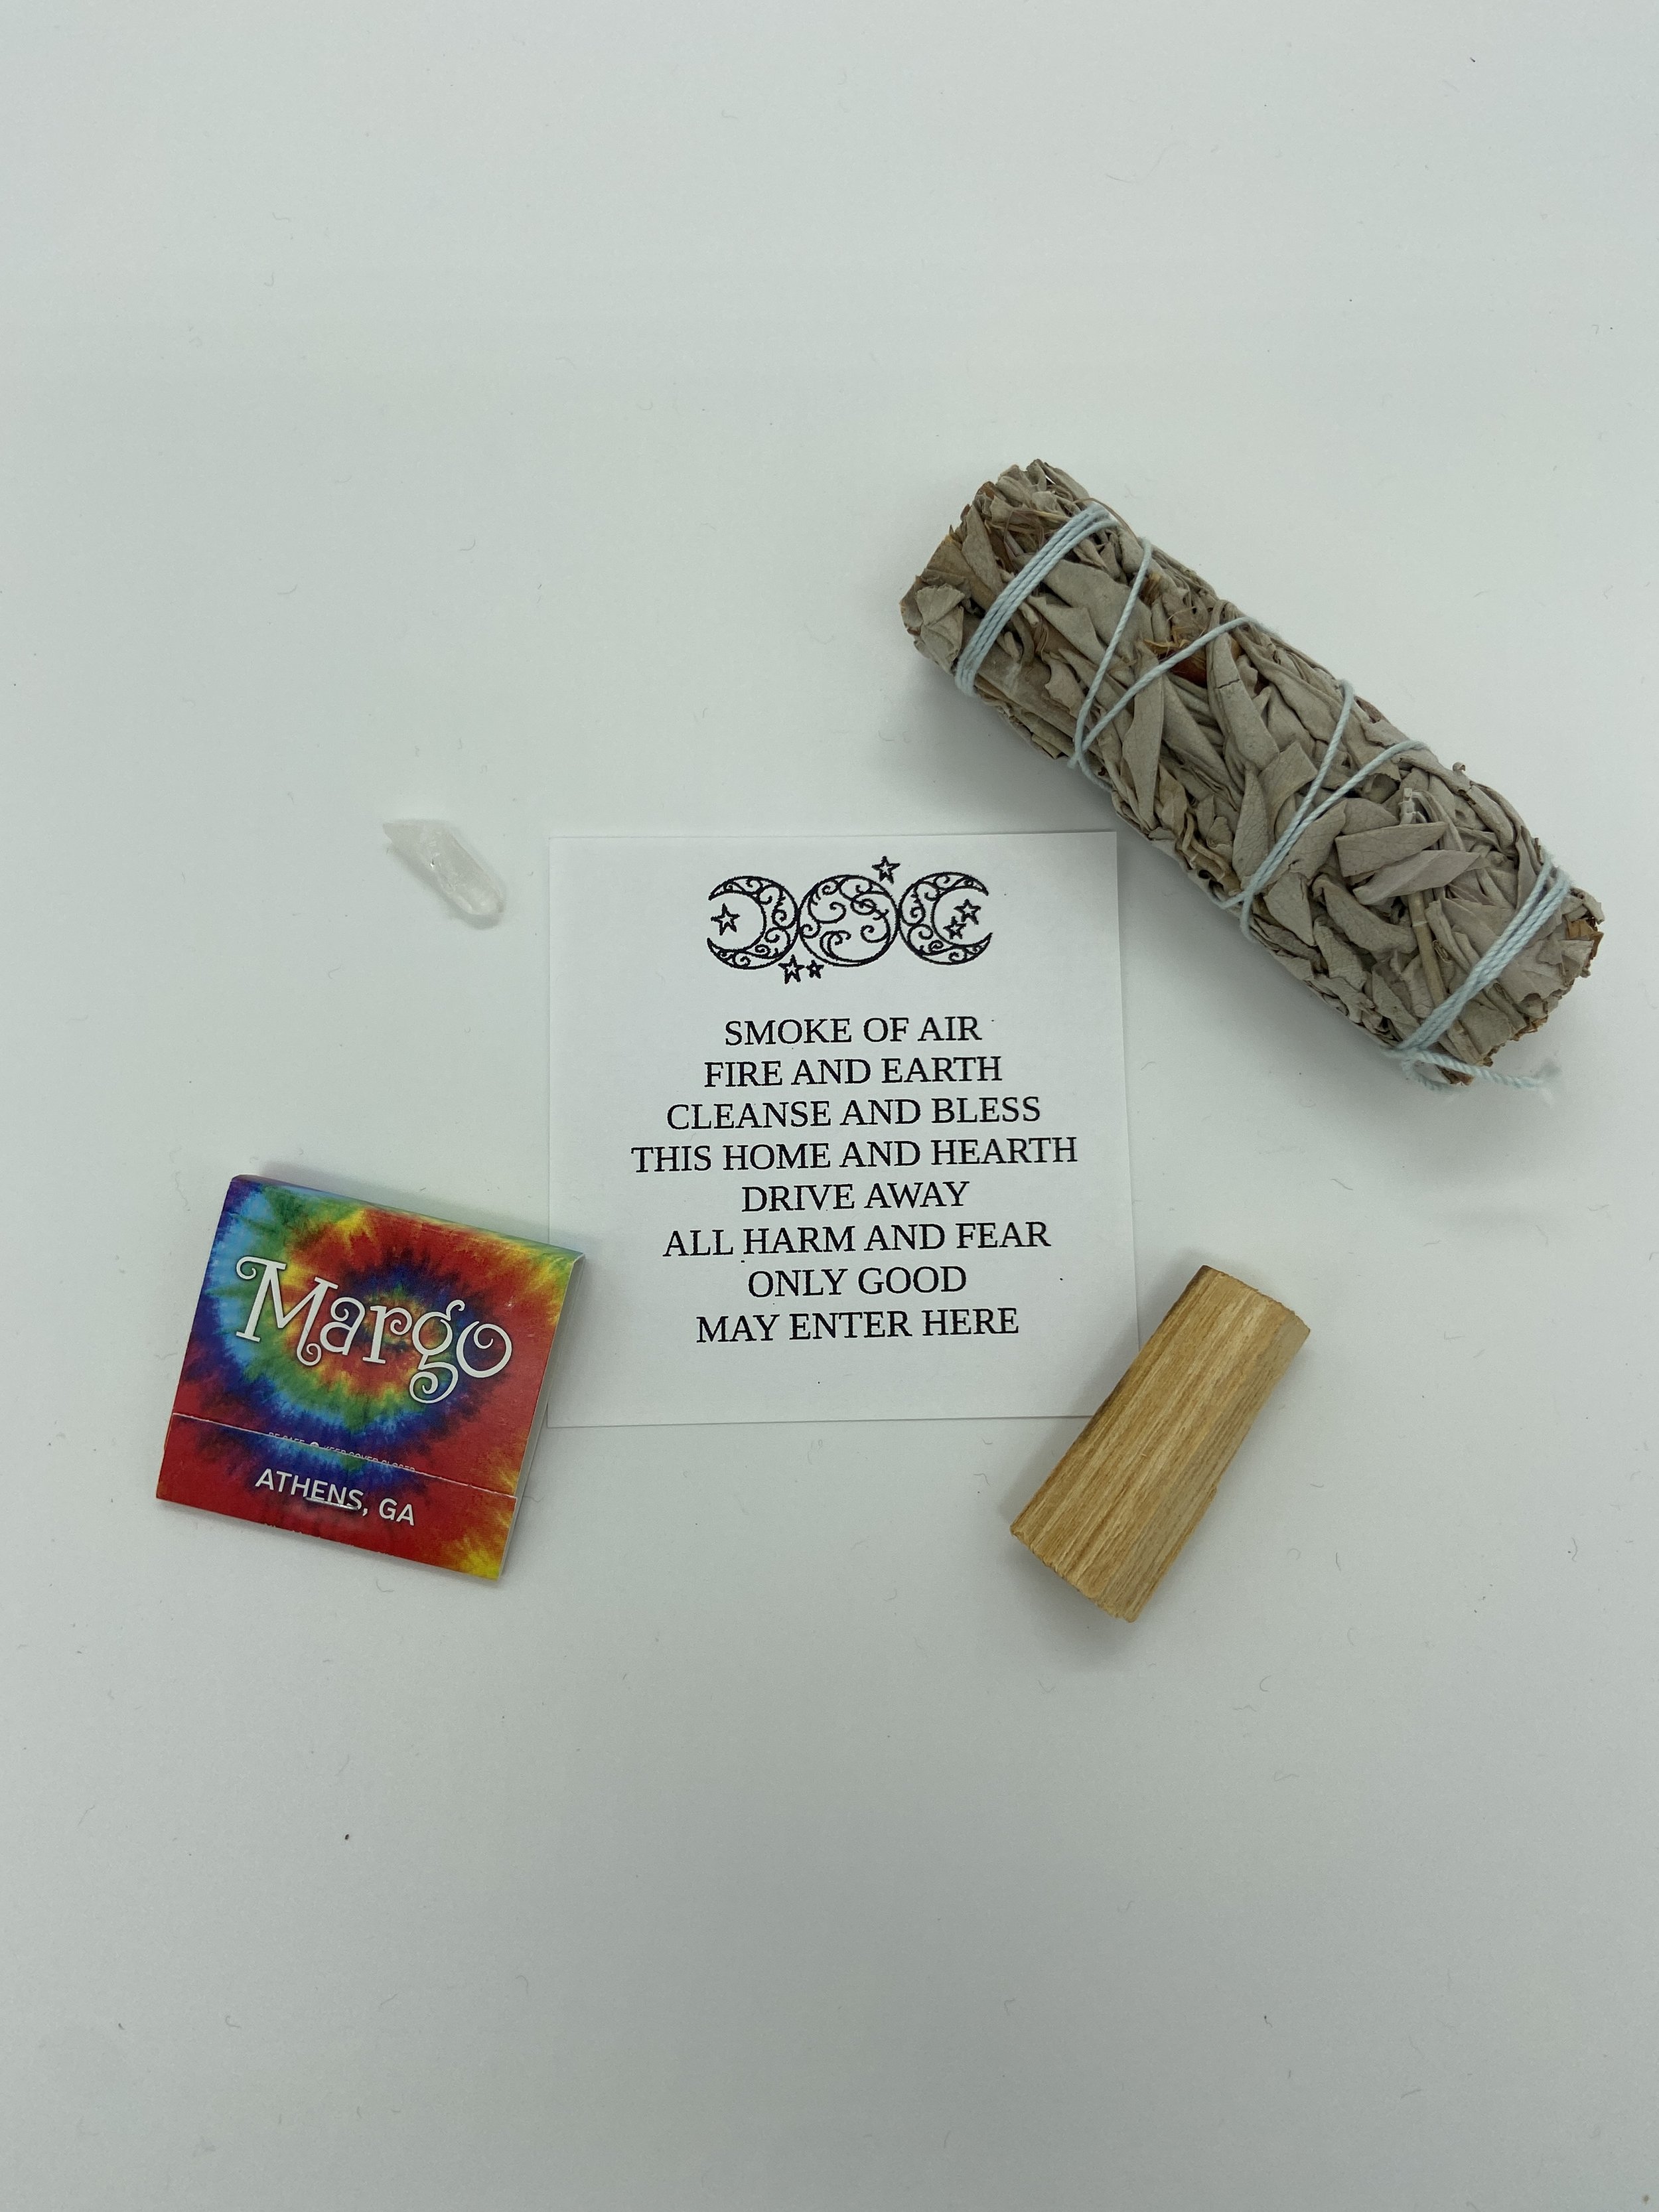 SMOKE OF AIR
FIRE AND EARTH
CLEANSE AND BLESS
THIS HOME AND HEARTH
DRIVE AWAY
ALL HARM AND FEAR
ONLY GOOD
MAY ENTER HERE
Margo
ATHENS, GA